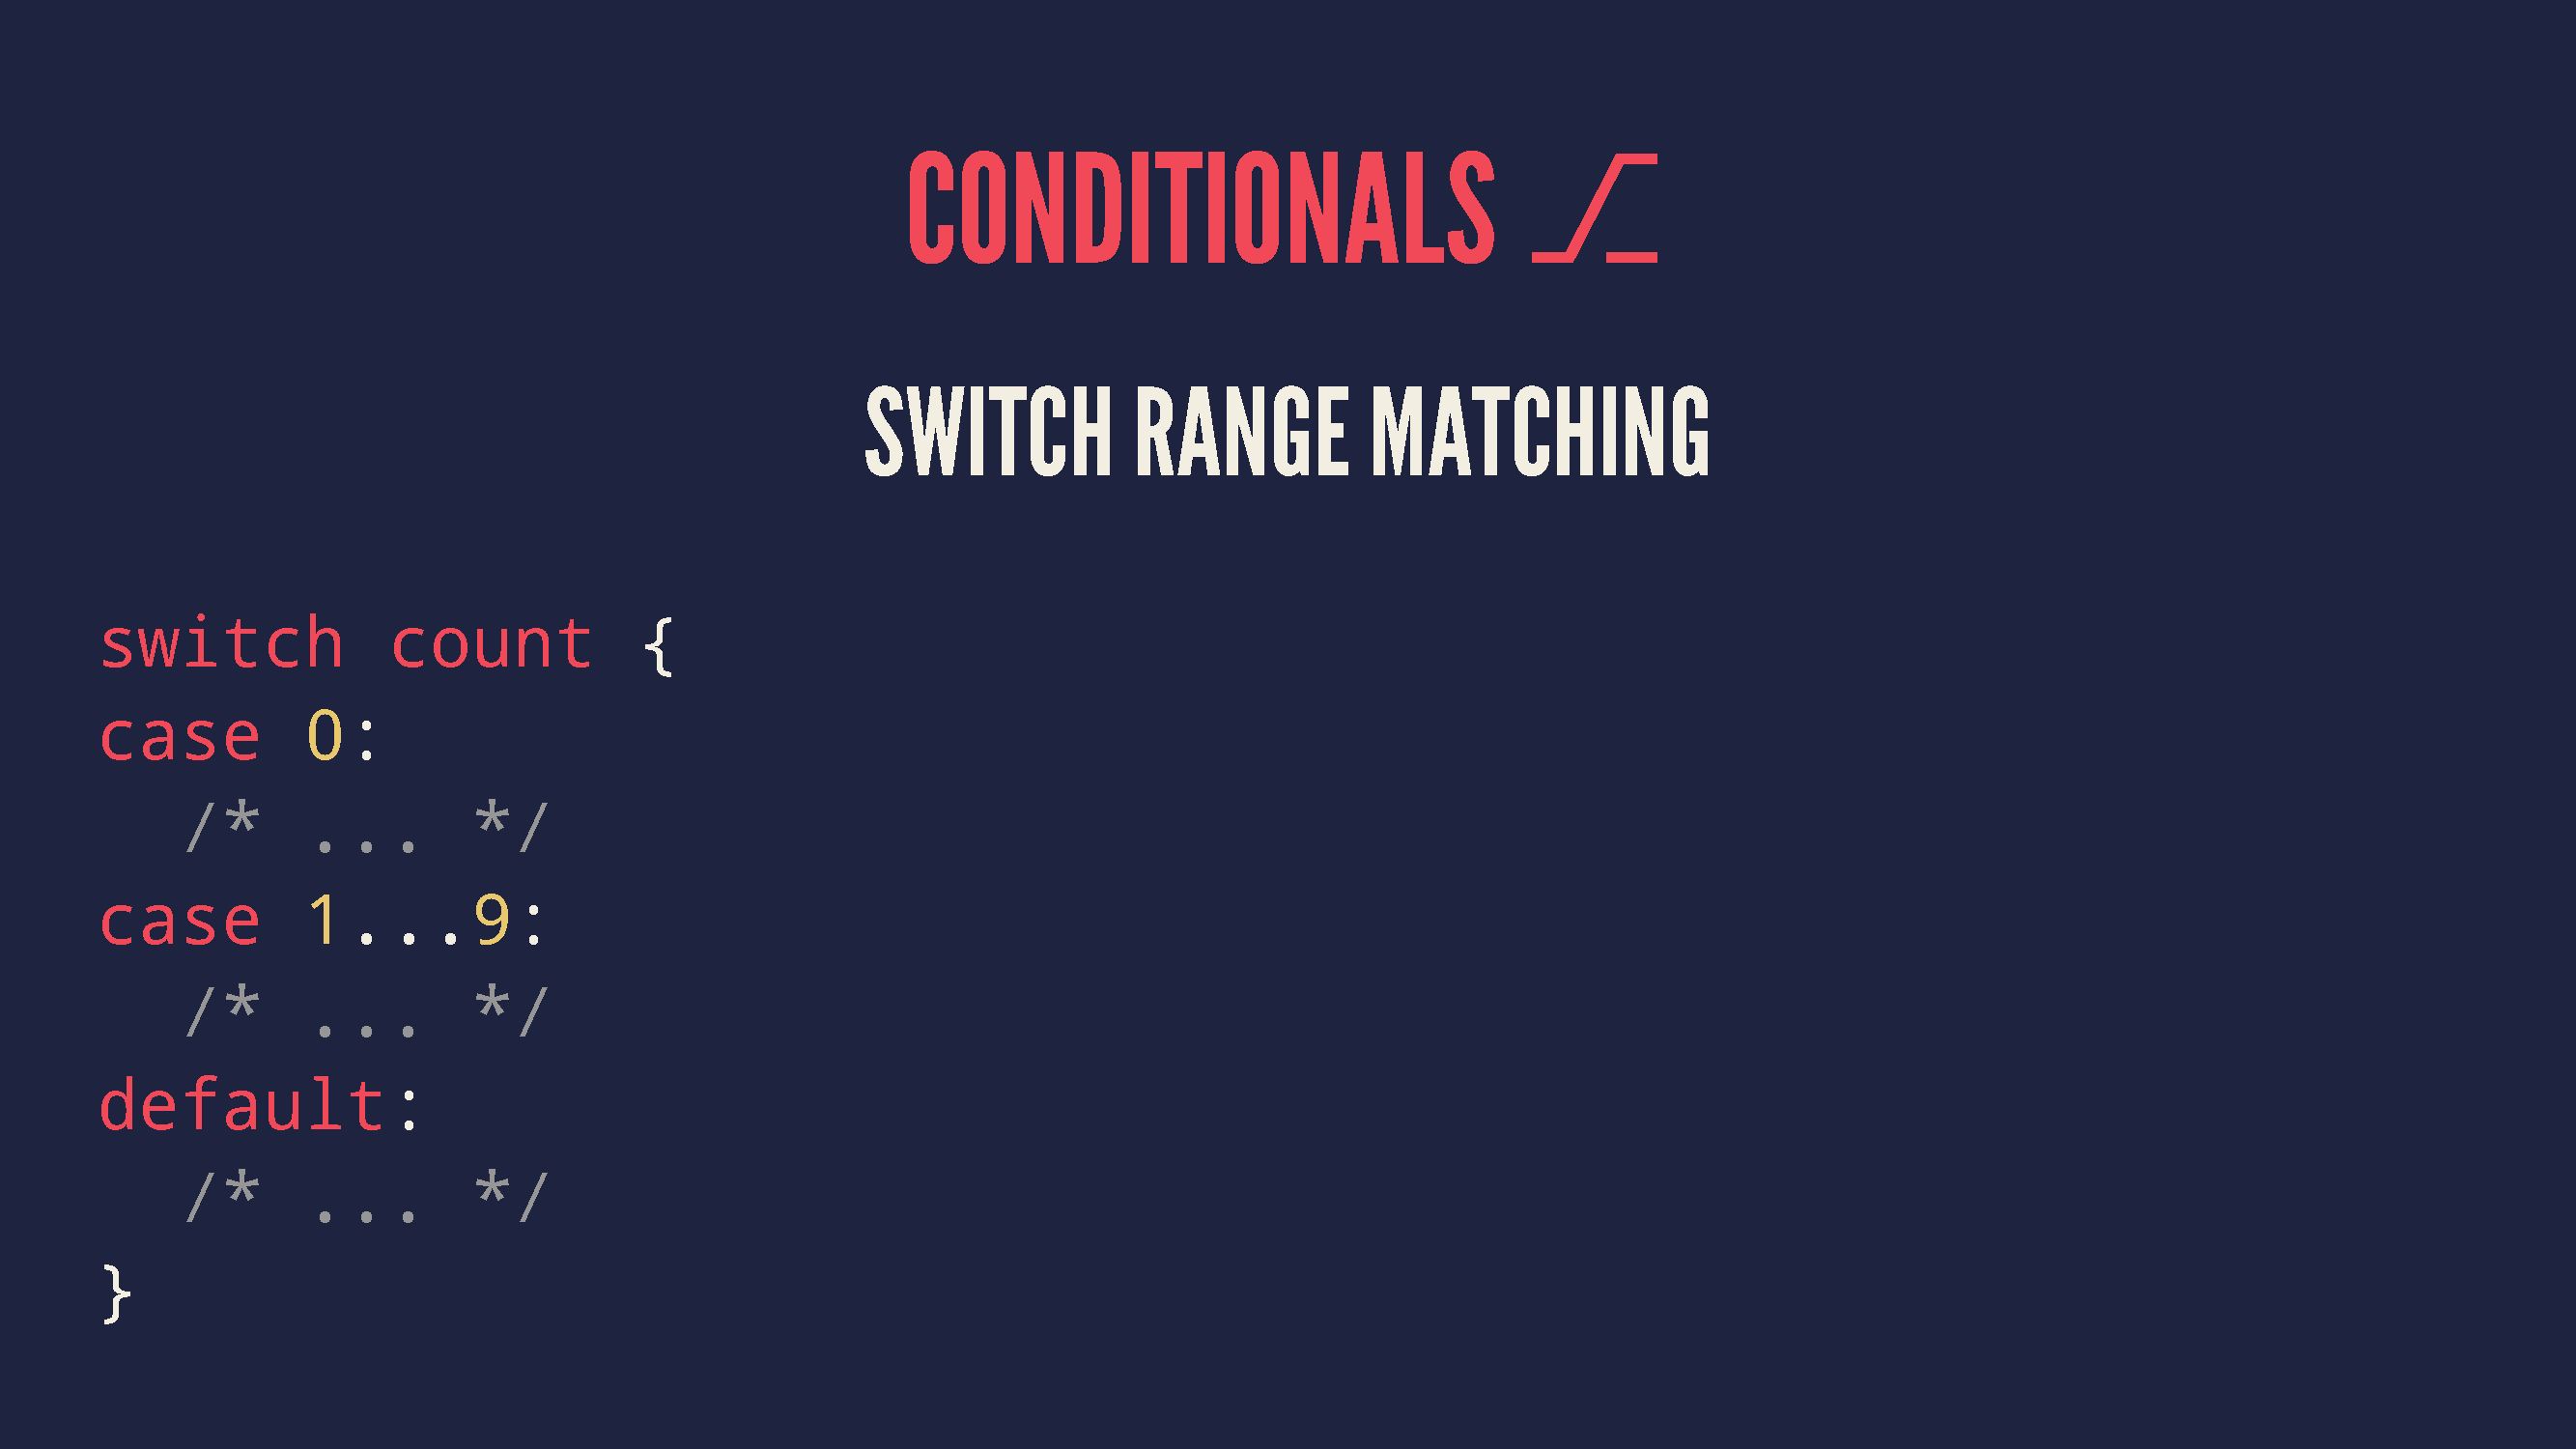 CONDITIONALS ⌥
SWITCH RANGE MATCHING
switch count {
case 0:
  /* ... */
case 1...9:
  /* ... */
default:
  /* ... */
}